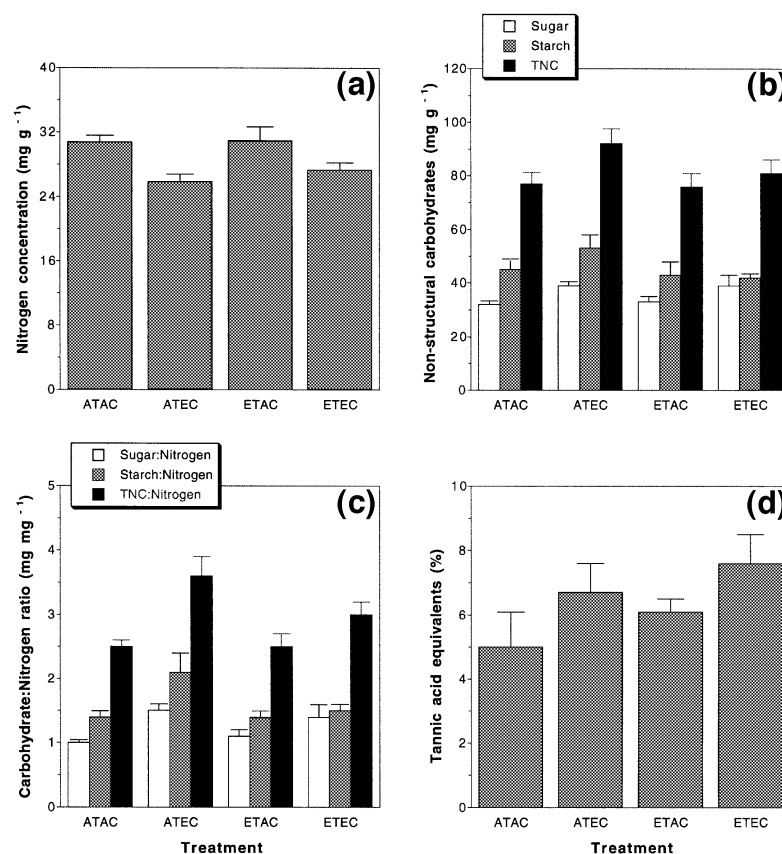 Sugar
Starch
TNC
(a)
Nitrogen concentration (mg g -1)
40
32
24
16
8
0
ATAC ATEC ETAC ETEC
(b)
Non-structural carbohydrates (mg g -1)
120
100
80
60
40
20
0
ATAC ATEC ETAC ETEC
Sugar:Nitrogen
Starch:Nitrogen
TNC:Nitrogen
(c)
Carbohydrate:Nitrogen ratio (mg mg -1)
5
4
3
2
1
0
ATAC ATEC ETAC ETEC
Treatment
(d)
Tannic acid equivalents (%)
10
8
6
4
2
0
ATAC ATEC ETAC ETEC
Treatment